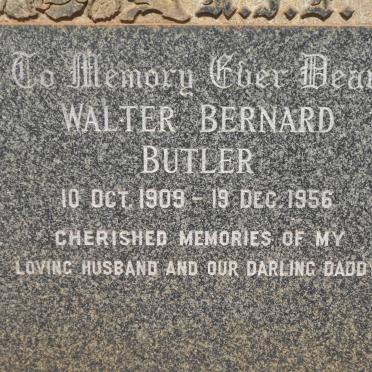 R.I.P.
To Memory Ever Dear
WALTER BERNARD
BUTLER
10 OCT. 1909 - 19 DEC. 1956
CHERISHED MEMORIES OF MY
LOVING HUSBAND AND OUR DARLING DADDY